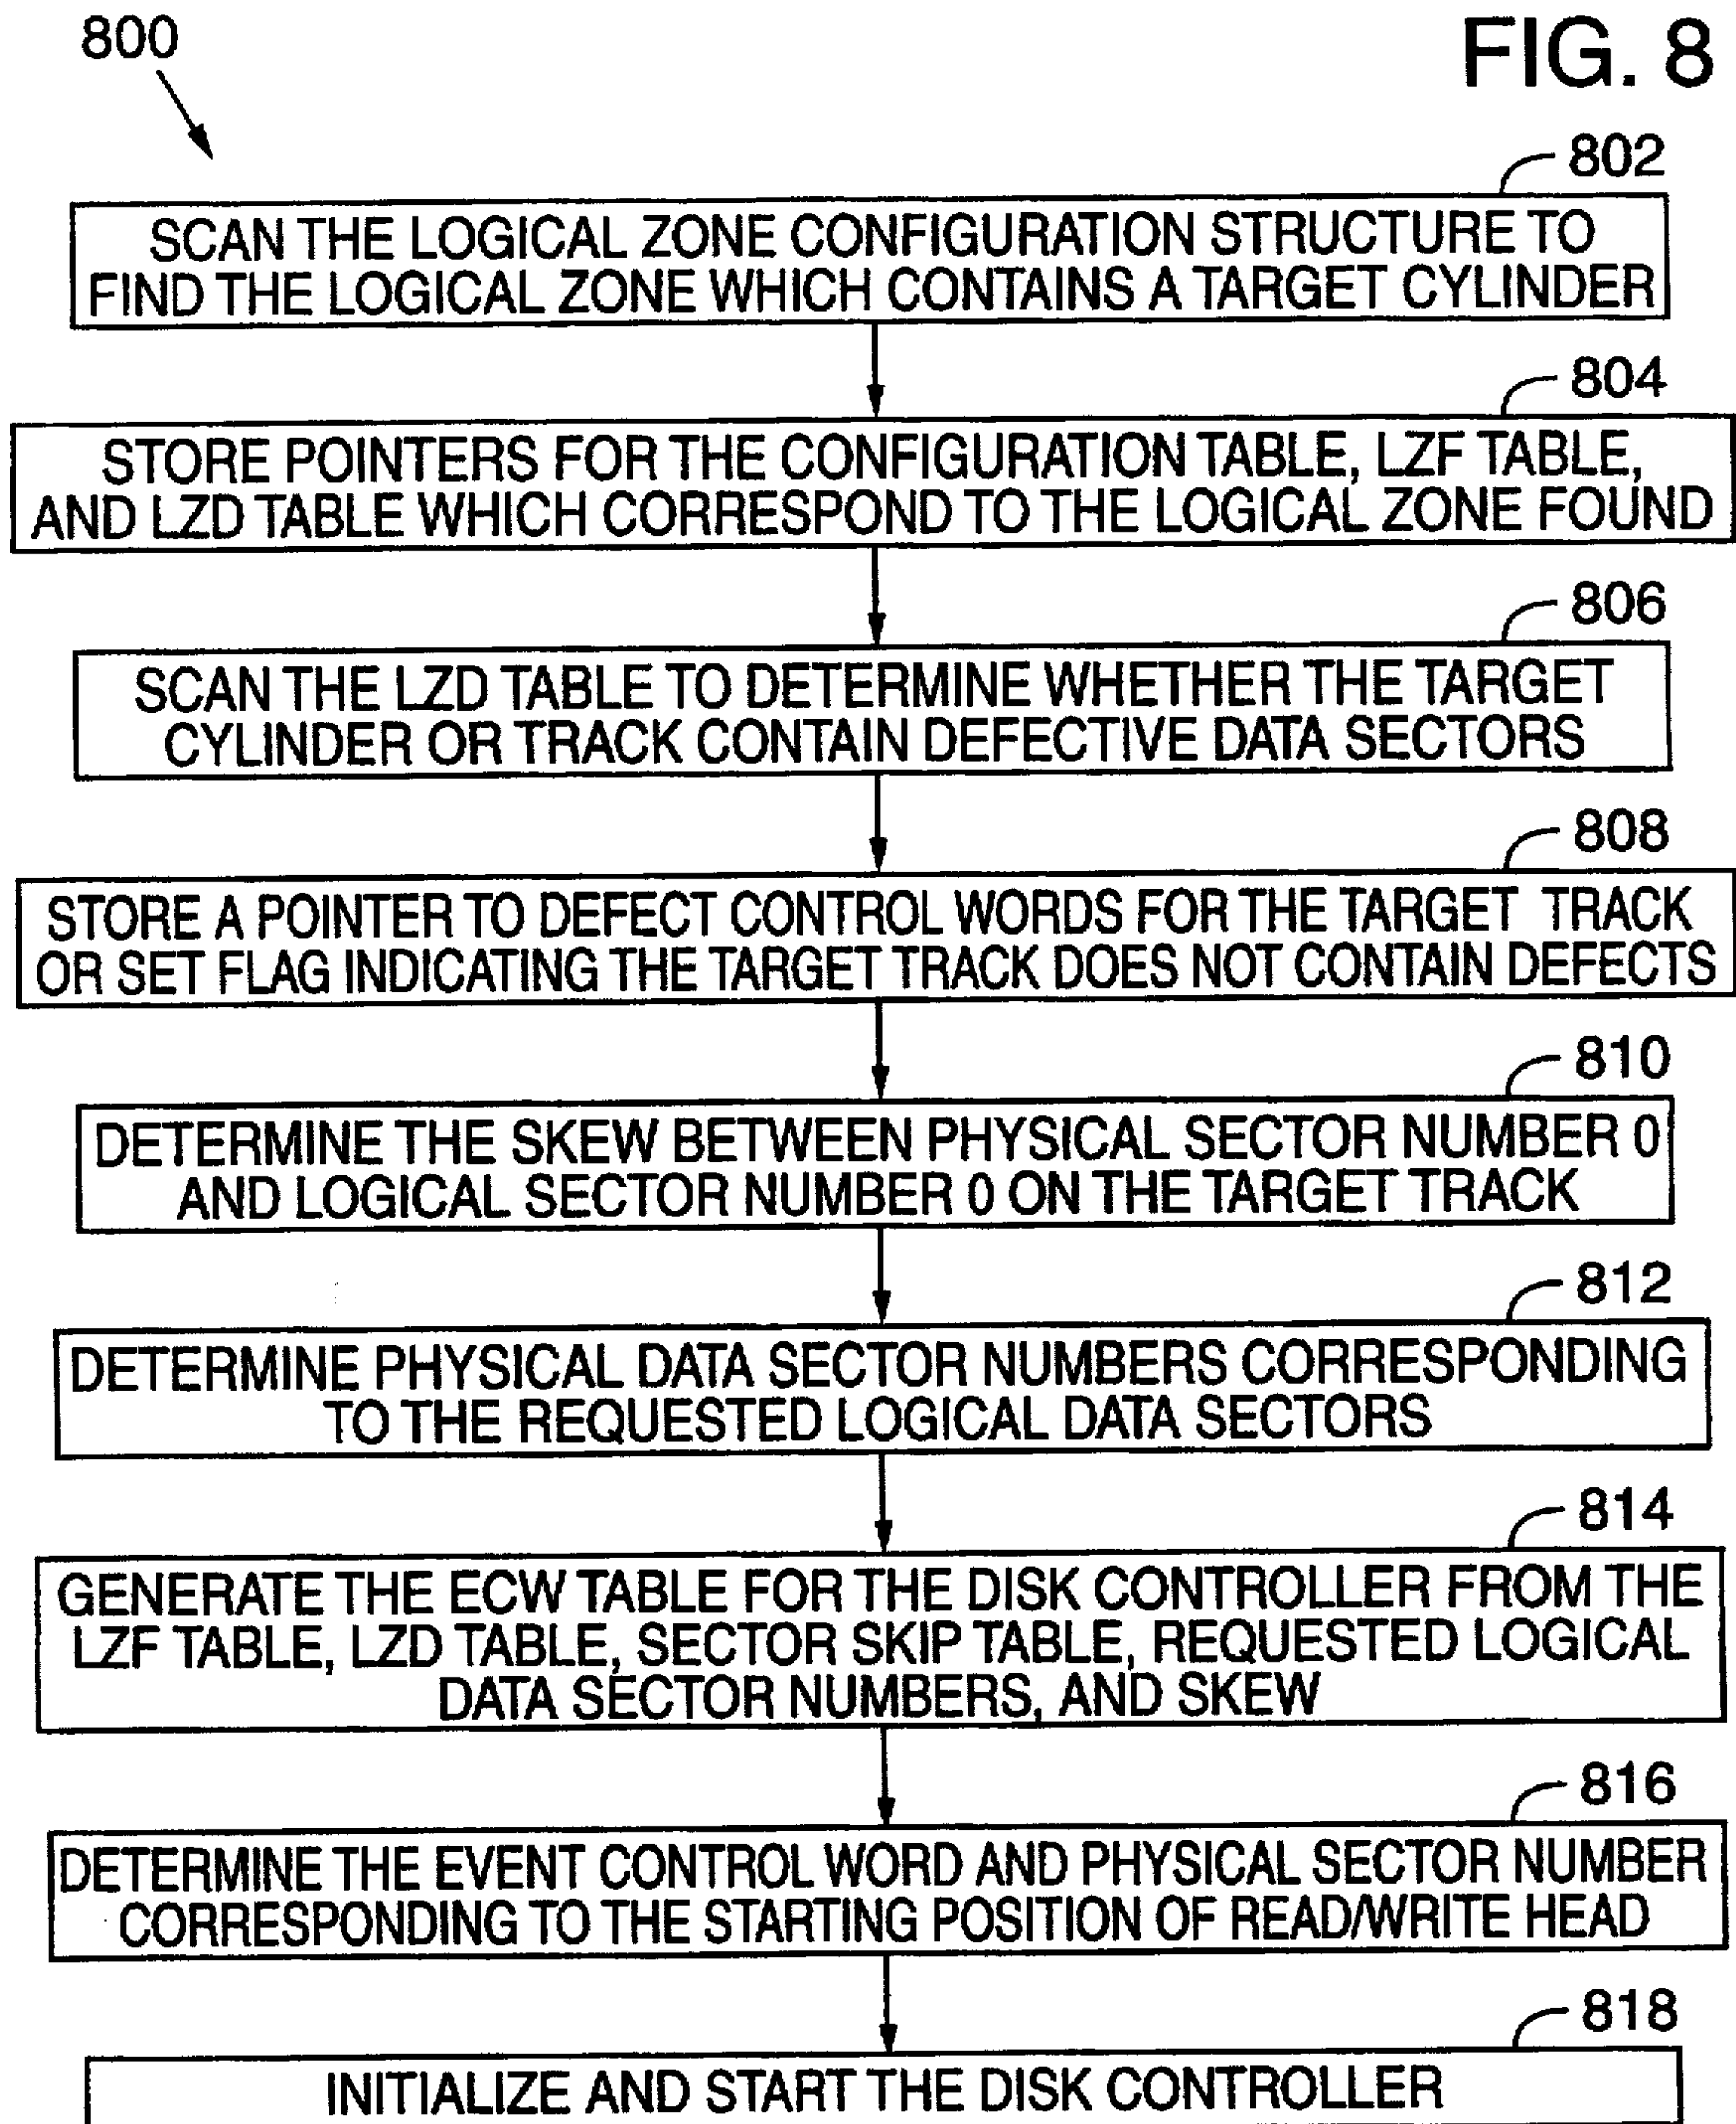 800
FIG. 8
802
SCAN THE LOGICAL ZONE CONFIGURATION STRUCTURE TO
FIND THE LOGICAL ZONE WHICH CONTAINS A TARGET CYLINDER
804
STORE POINTERS FOR THE CONFIGURATION TABLE, LZF TABLE,
AND LZD TABLE WHICH CORRESPOND TO THE LOGICAL ZONE FOUND
806
SCAN THE LZD TABLE TO DETERMINE WHETHER THE TARGET
CYLINDER OR TRACK CONTAIN DEFECTIVE DATA SECTORS
808
STORE A POINTER TO DEFECT CONTROL WORDS FOR THE TARGET TRACK
OR SET FLAG INDICATING THE TARGET TRACK DOES NOT CONTAIN DEFECTS
810
DETERMINE THE SKEW BETWEEN PHYSICAL SECTOR NUMBER 0
AND LOGICAL SECTOR NUMBER 0 ON THE TARGET TRACK
812
DETERMINE PHYSICAL DATA SECTOR NUMBERS CORRESPONDING
TO THE REQUESTED LOGICAL DATA SECTORS
814
GENERATE THE ECW TABLE FOR THE DISK CONTROLLER FROM THE
LZF TABLE, LZD TABLE, SECTOR SKIP TABLE, REQUESTED LOGICAL
DATA SECTOR NUMBERS, AND SKEW
816
DETERMINE THE EVENT CONTROL WORD AND PHYSICAL SECTOR NUMBER
CORRESPONDING TO THE STARTING POSITION OF READ/WRITE HEAD
818
INITIALIZE AND START THE DISK CONTROLLER